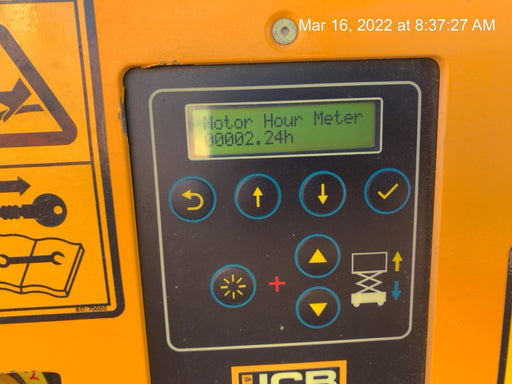 Mar 16, 2022 at 8:37:27 AM
Motor Hour Meter
00002.24h
JCB